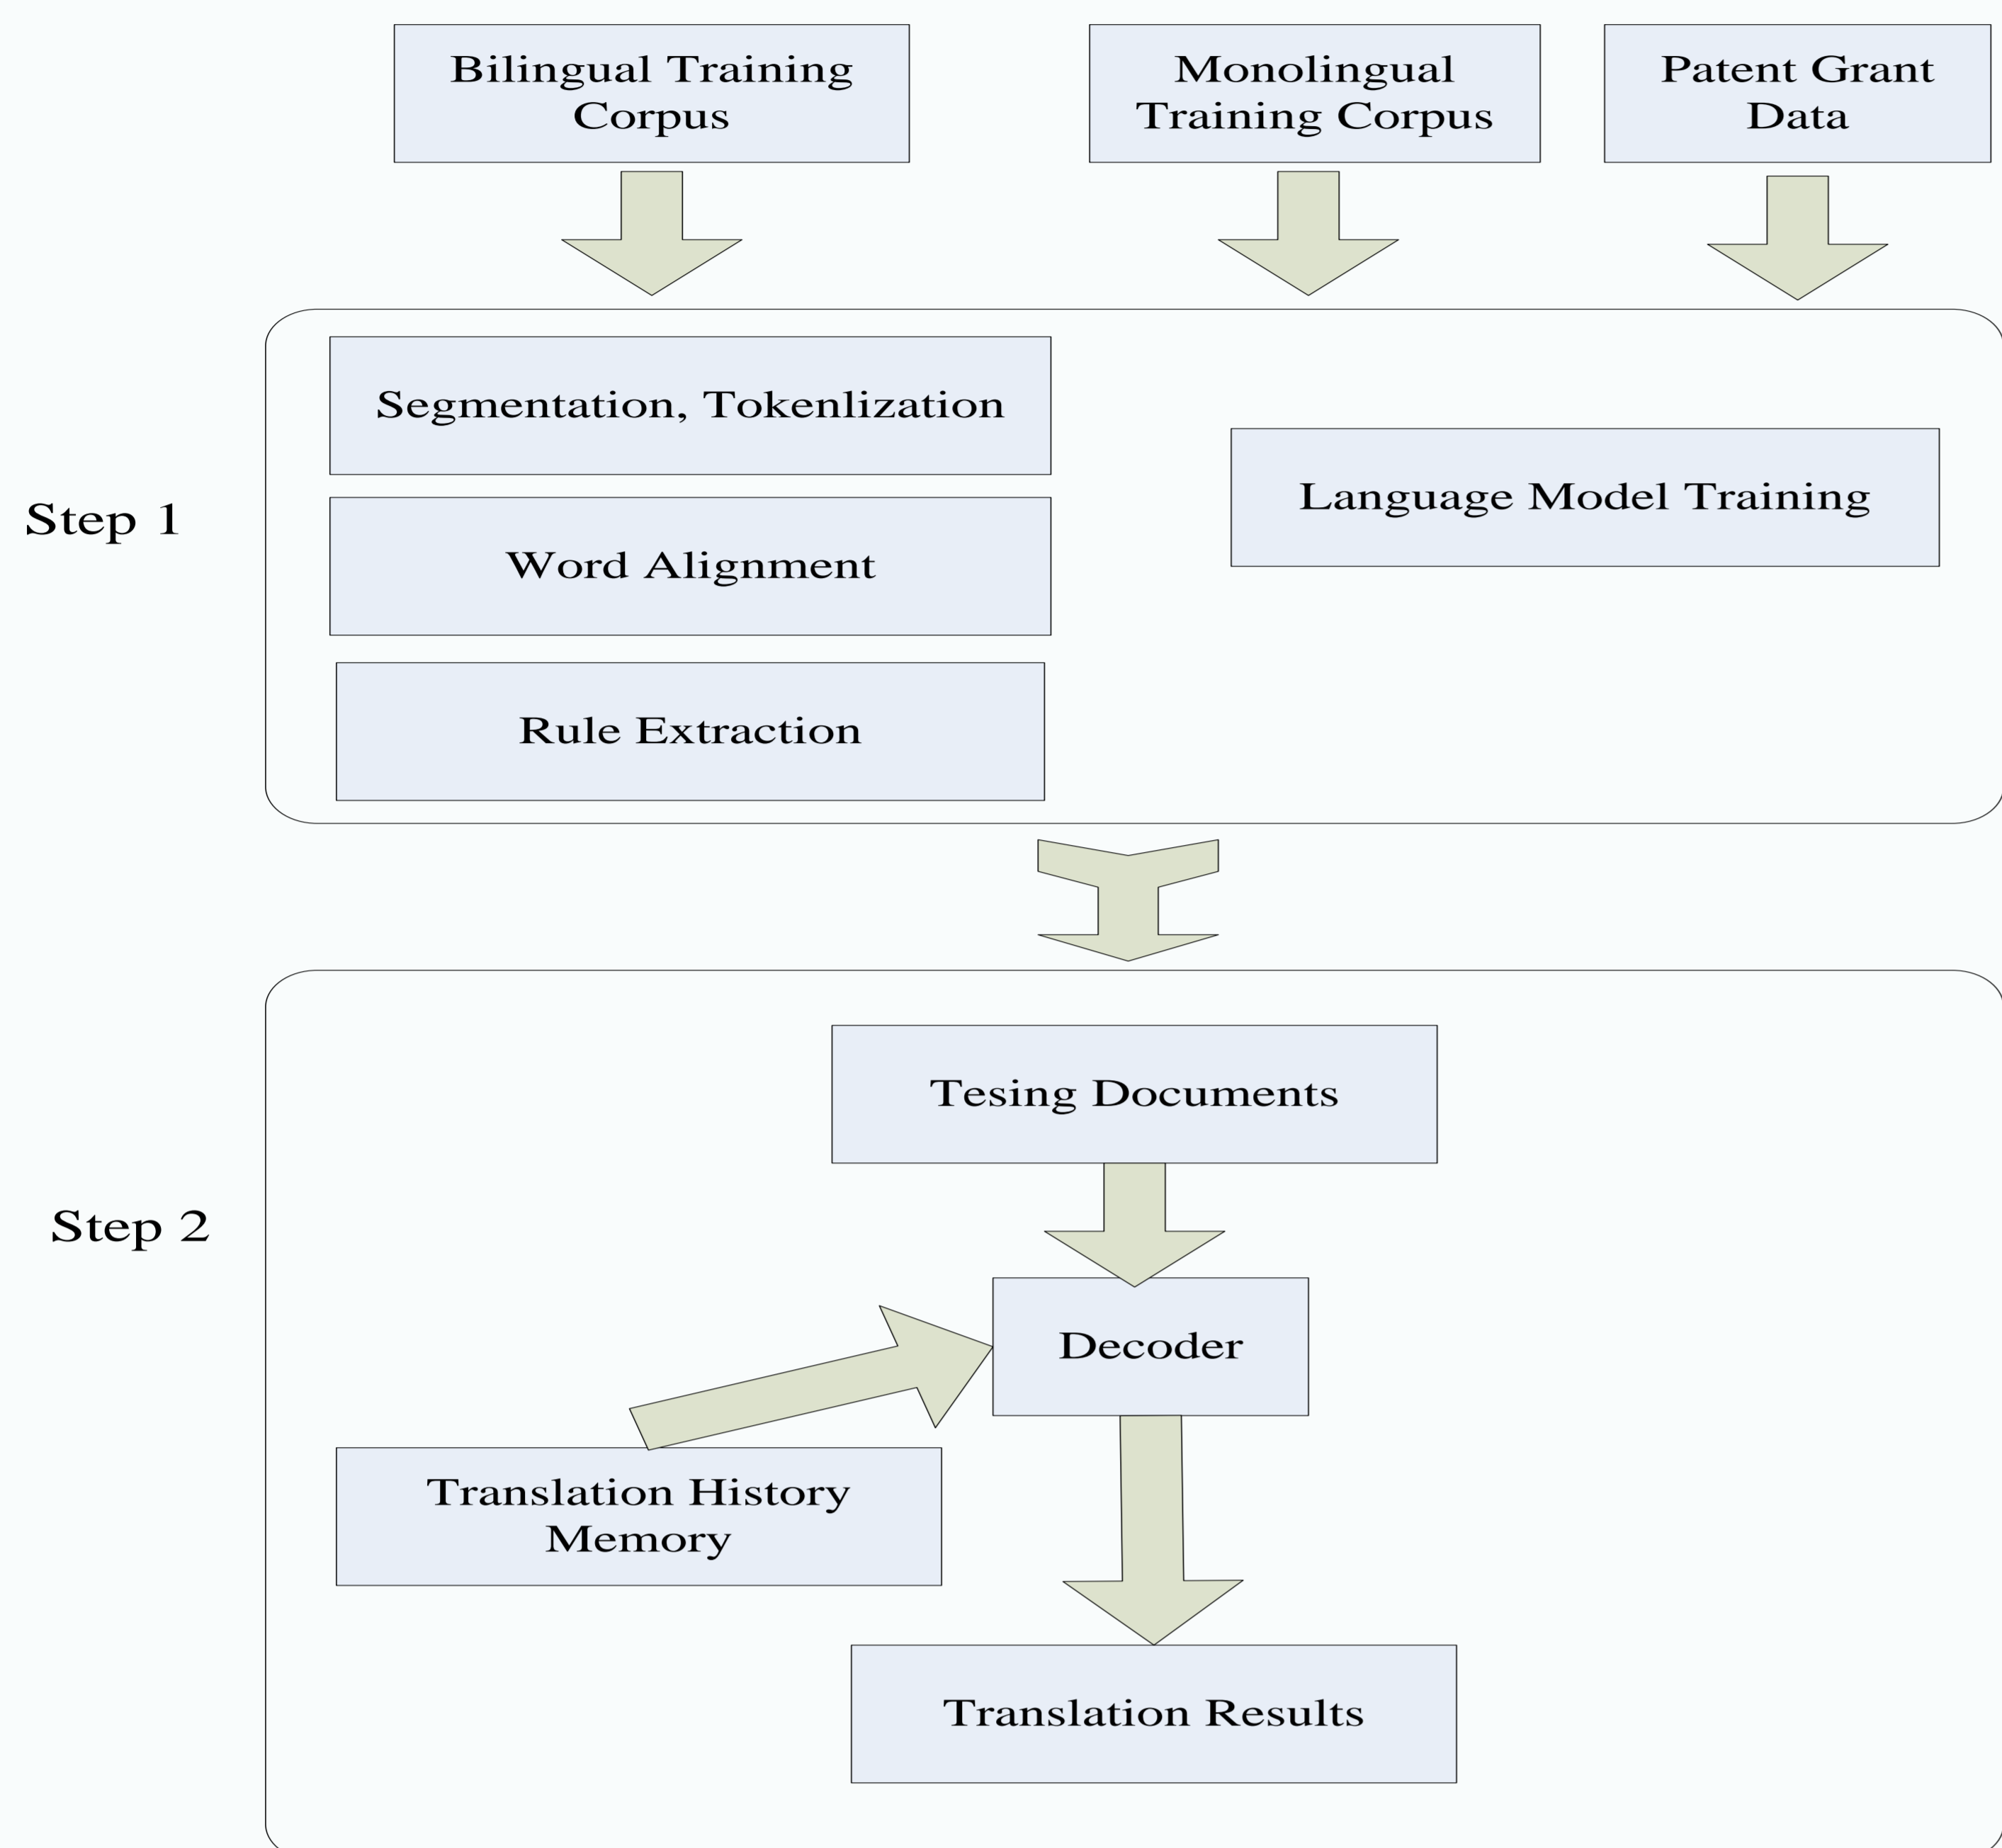 Bilingual Training
Corpus
Monolingual
Training Corpus
Patent Grant
Data
Step 1
Segmentation, Tokenlization
Word Alignment
Rule Extraction
Language Model Training
Step 2
Tesing Documents
Decoder
Translation History
Memory
Translation Results